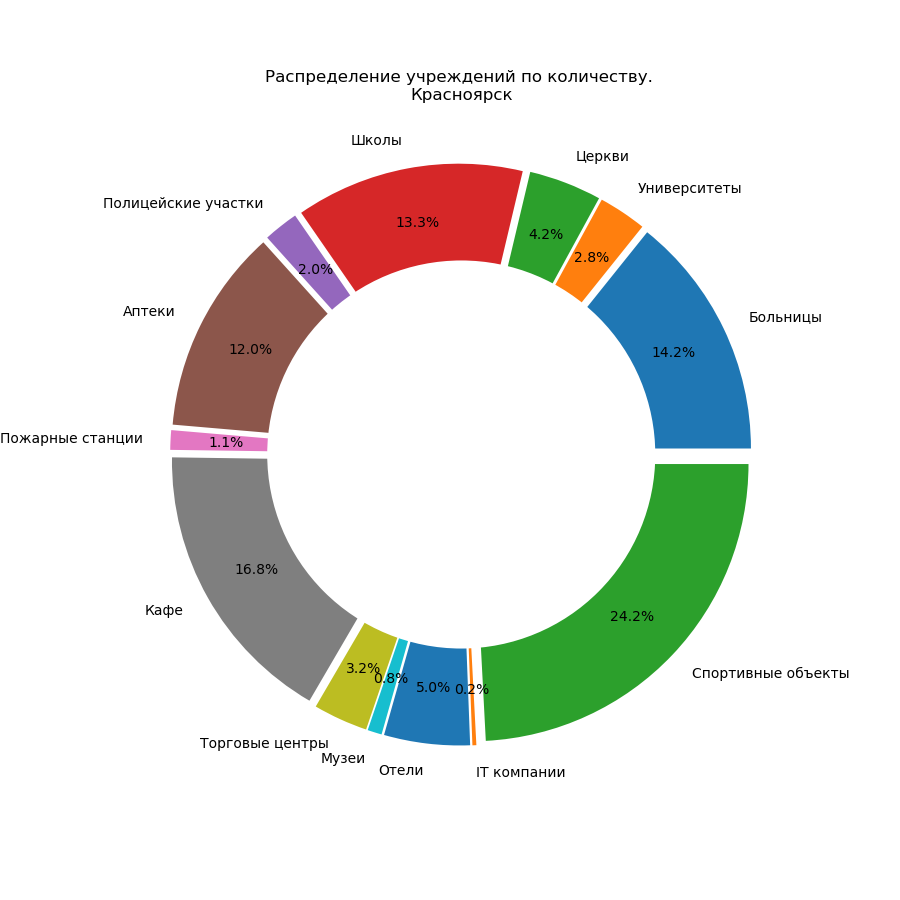 Распределение учреждений по количеству.
Красноярск
Школы
Церкви
Университеты
Полицейские участки
13.3%
4.2%
2.8%
2.0%
Аптеки
Больницы
12.0%
14.2%
Пожарные станции
1.1%
16.8%
Кафе
24.2%
3.2%
0.8%
5.0%
0.2%
Спортивные объекты
Торговые центры
Музеи
Отели
IT компании